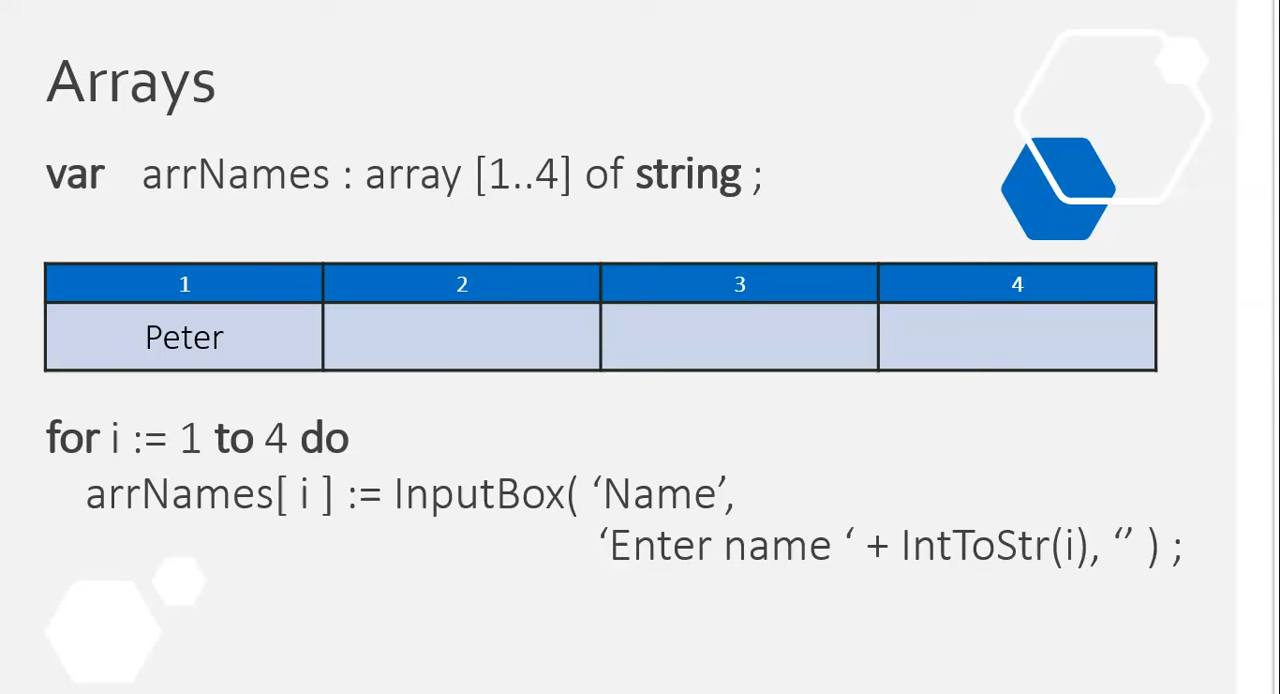 Arrays
var arrNames : array [1..4] of string ;
1 2 3 4
Peter
for i := 1 to 4 do
arrNames[ i ] := InputBox( ‘Name’,
‘Enter name ‘ + IntToStr(i), ‘’ ) ;